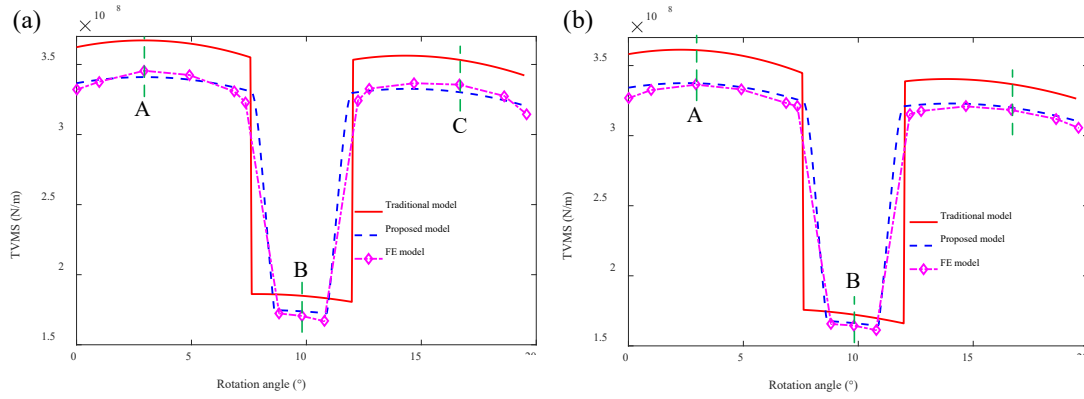 (a)
× 10 8
3.5
3
2.5
2
1.5
TVMS (N/m)
A
B
C
Traditional model
Proposed model
FE model
0
5
10
15
20
Rotation angle (°)
(b)
× 10 8
3.5
3
2.5
2
1.5
TVMS (N/m)
A
B
Traditional model
Proposed model
FE model
0
5
10
15
20
Rotation angle (°)